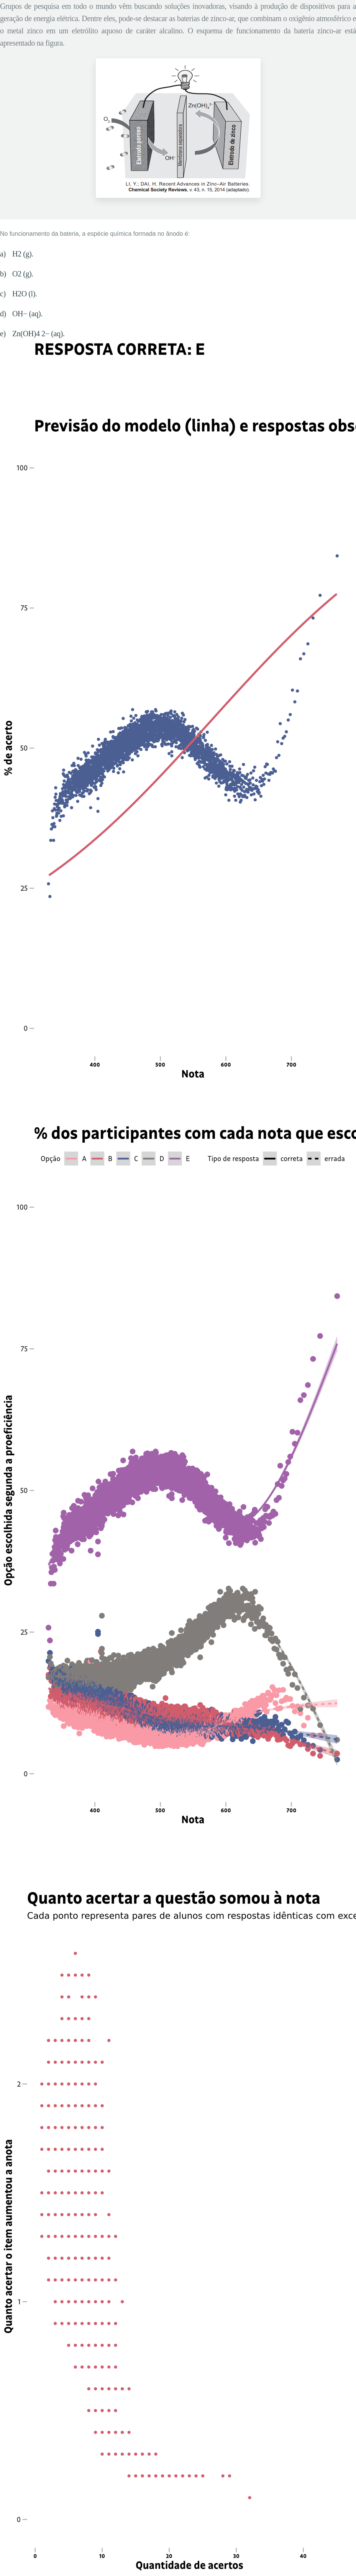 Grupos de pesquisa em todo o mundo vêm buscando soluções inovadoras, visando à produção de dispositivos para a
geração de energia elétrica. Dentre eles, pode-se destacar as baterias de zinco-ar, que combinam o oxigênio atmosférico e
o metal zinco em um eletrólito aquoso de caráter alcalino. O esquema de funcionamento da bateria zinco-ar está
apresentado na figura.
O2
Zn(OH)4 2−
OH−
Eletrodo poroso
Membrana separadora
Eletrodo de zinco
LI, Y.; DAI, H. Recent Advances in Zinc–Air Batteries.
Chemical Society Reviews, v. 43, n. 15, 2014 (adaptado).
No funcionamento da bateria, a espécie química formada no ânodo é:
a) H2 (g).
b) O2 (g).
c) H2O (l).
d) OH− (aq).
e) Zn(OH)4 2− (aq).
RESPOSTA CORRETA: E
Previsão do modelo (linha) e respostas obs
% de acerto
100
75
50
25
0
400 500 600 700
Nota
% dos participantes com cada nota que esco
Opção A B C D E Tipo de resposta correta errada
Opção escolhida segunda a proeficiência
100
75
50
25
0
400 500 600 700
Nota
Quanto acertar a questão somou à nota
Cada ponto representa pares de alunos com respostas idênticas com exce
Quanto acertar o item aumentou a anota
2
1
0
0 10 20 30 40
Quantidade de acertos